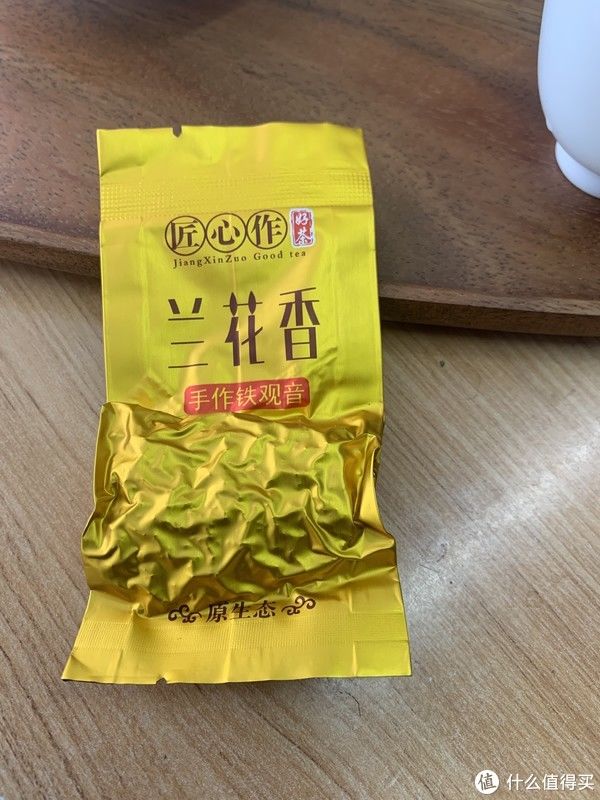 匠心作 好茶
JiangXinZuo Good tea
兰花香
手作铁观音
原生态
值 什么值得买